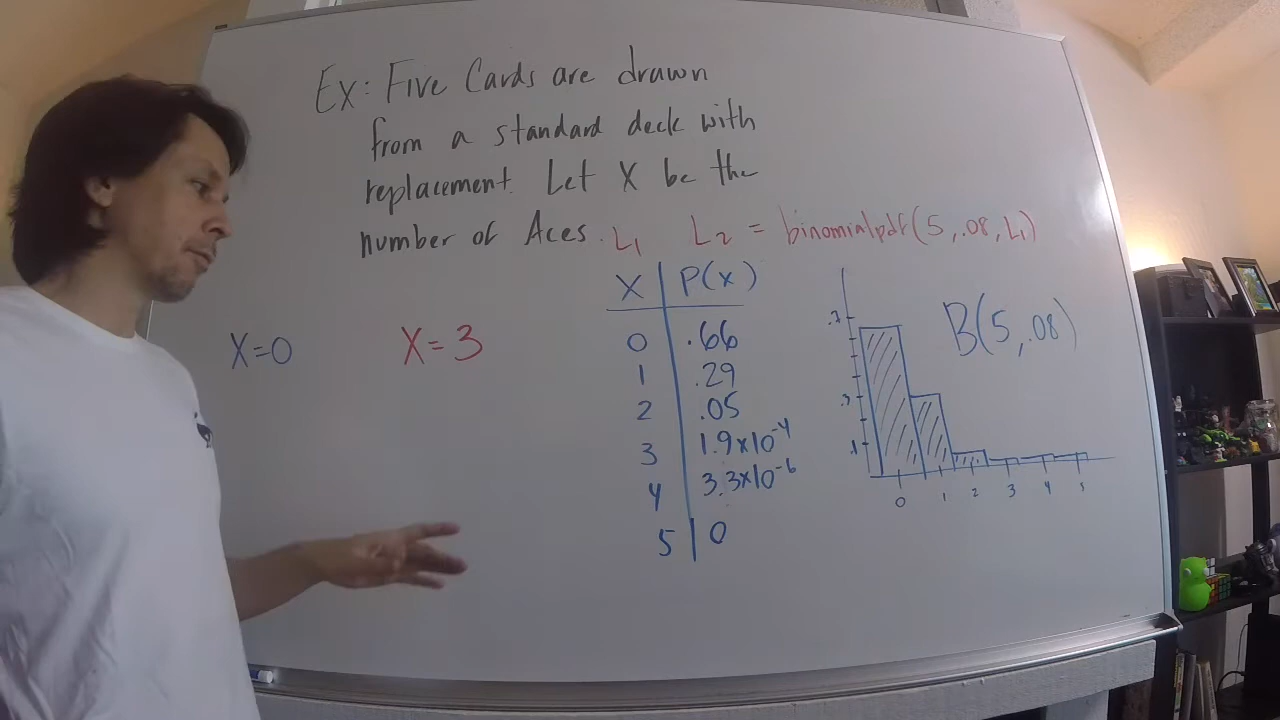 Ex: Five Cards are drawn
from a standard deck with
replacement. Let X be the
number of Aces.
L1 L2 = binomialpdf(5, .08, L1)
X P(x)
0 .66
1 .29
2 .05
3 1.9x10^-4
4 3.3x10^-6
5 0
X=0 X=3
B(5, .08)
.1
0 1 2 3 4 5